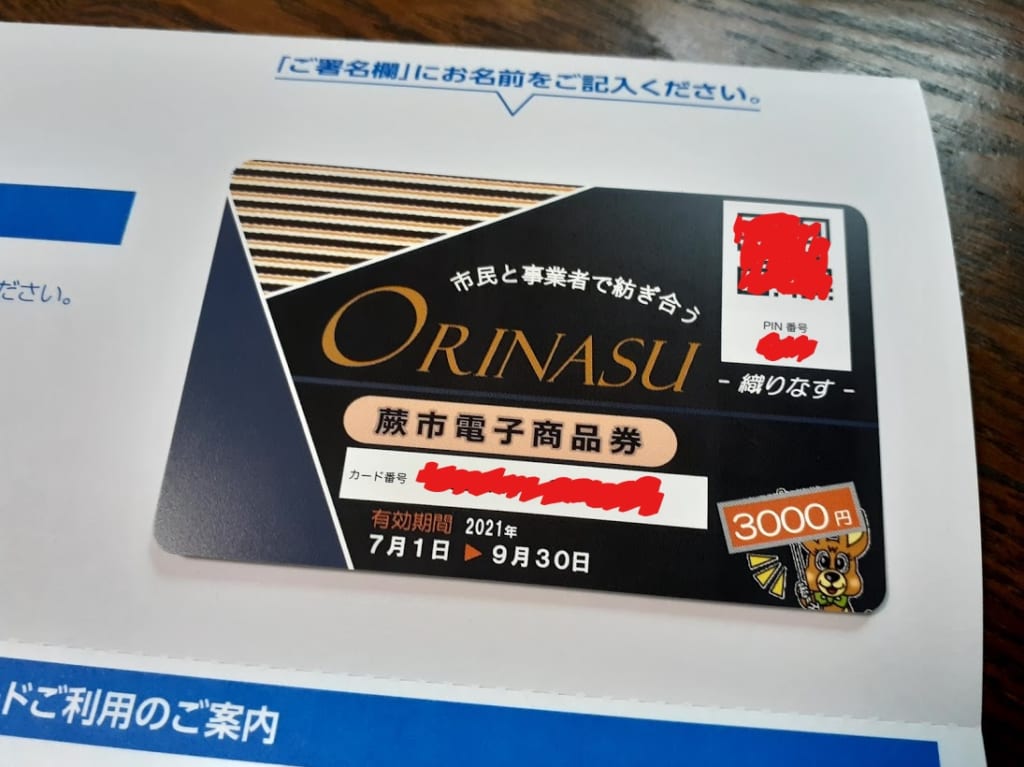 「ご署名欄」にお名前をご記入ください。
ださい。
市民と事業者で紡ぎ合う
ORINASU
- 織りなす -
PIN 番号
蕨市電子商品券
カード番号
有効期間 2021年
7月1日 ▶ 9月30日
3000円
ドご利用のご案内